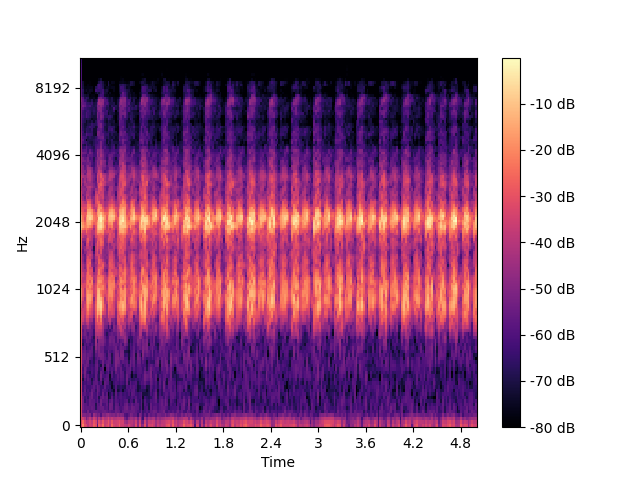 8192
4096
2048
1024
512
0
Hz
0 0.6 1.2 1.8 2.4 3 3.6 4.2 4.8
Time
-10 dB
-20 dB
-30 dB
-40 dB
-50 dB
-60 dB
-70 dB
-80 dB